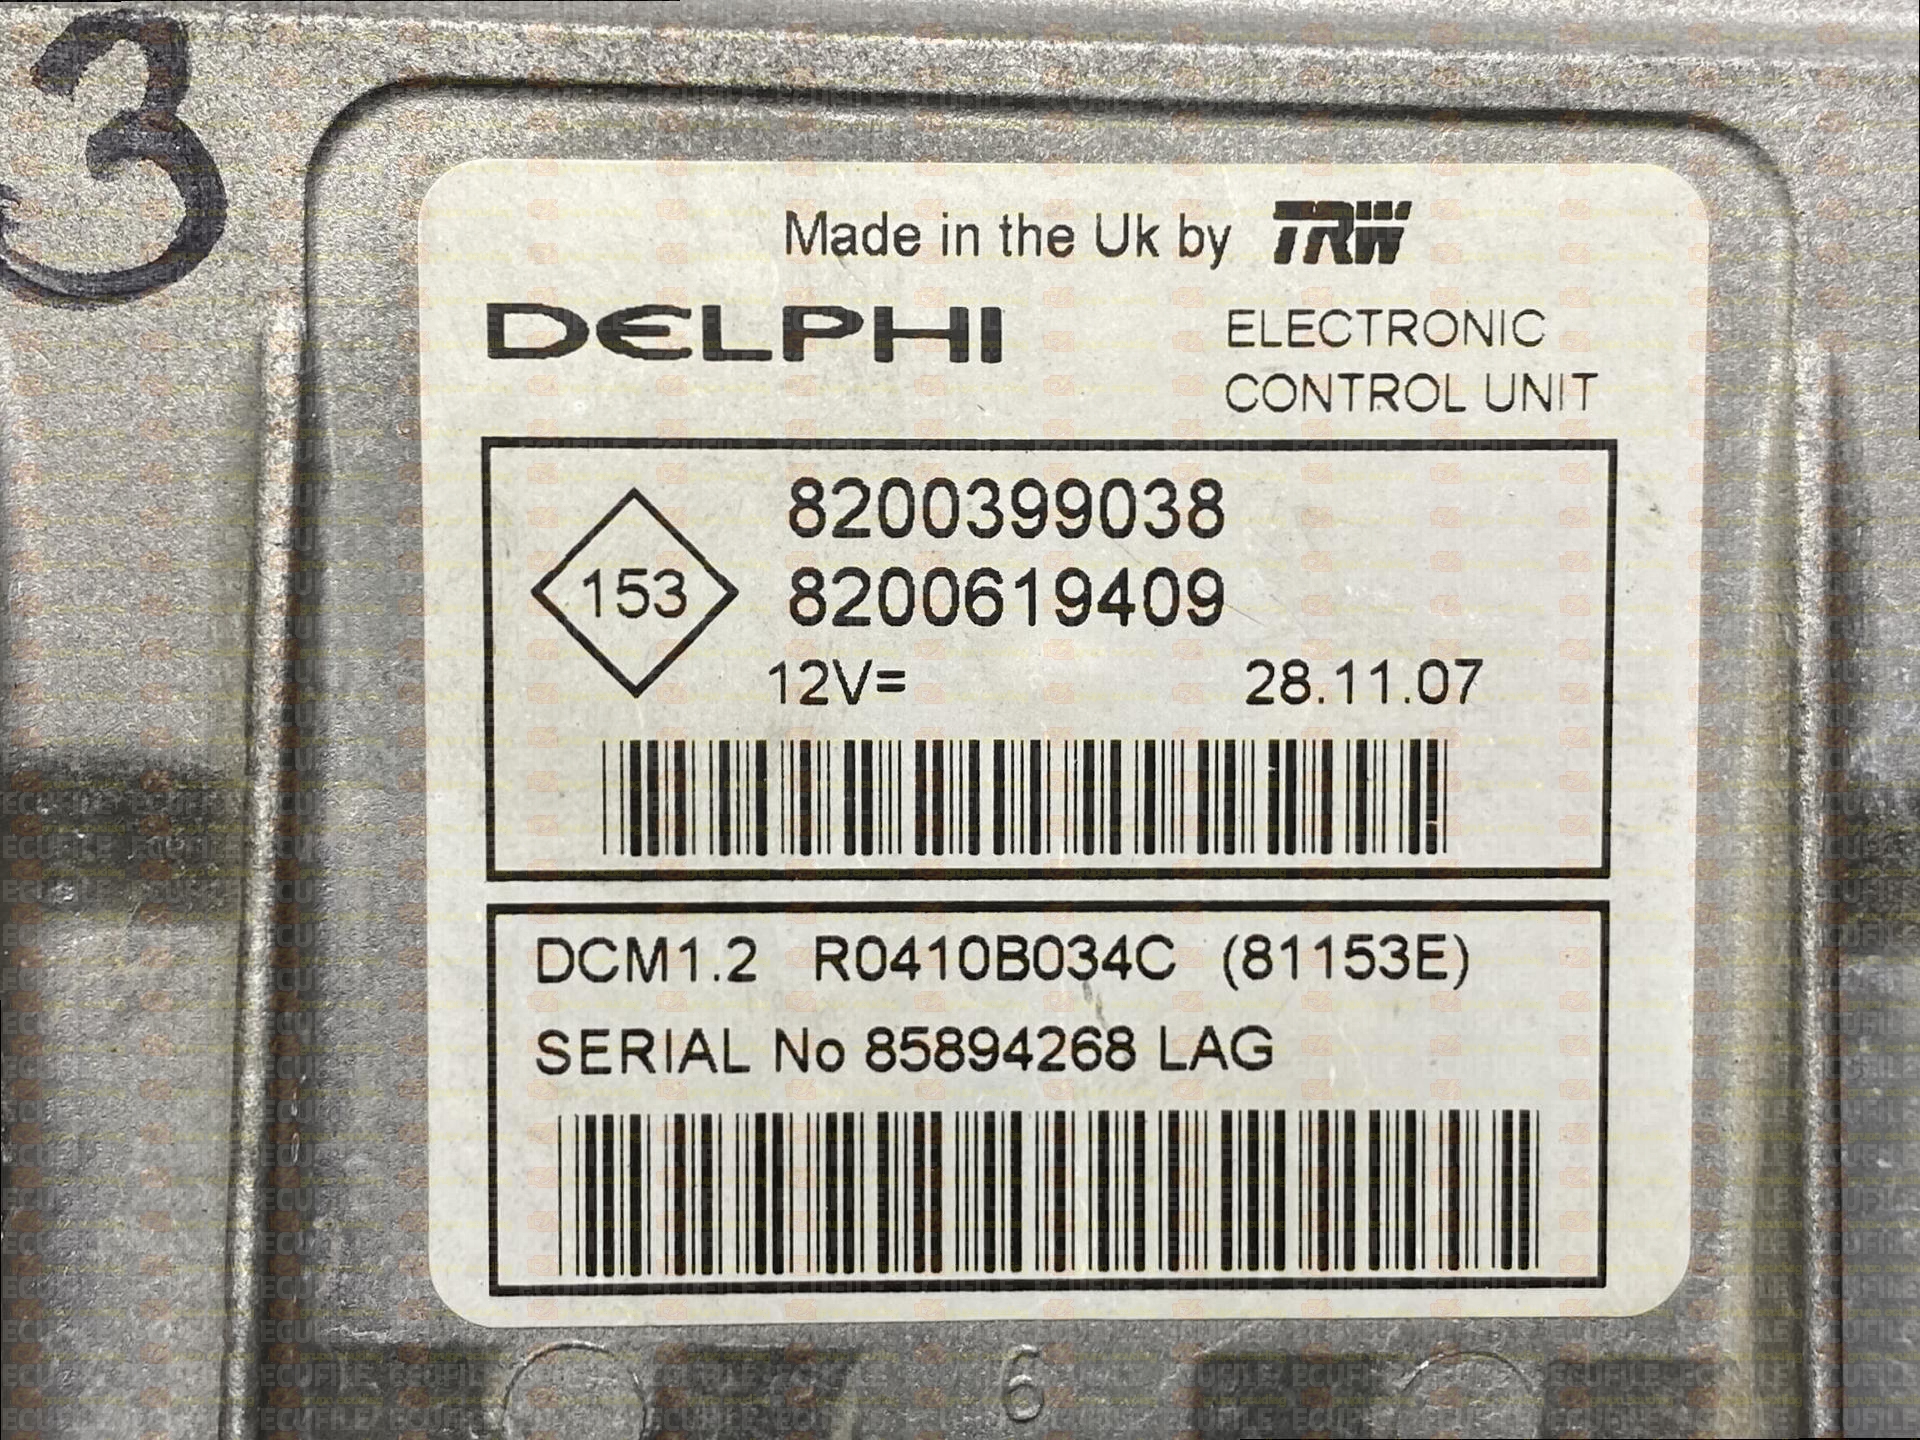 3
Made in the Uk by TRW
DELPHI
ELECTRONIC
CONTROL UNIT
8200399038
153
8200619409
12V=
28.11.07
DCM1.2 R0410B034C (81153E)
SERIAL No 85894268 LAG
6
ECUFILE